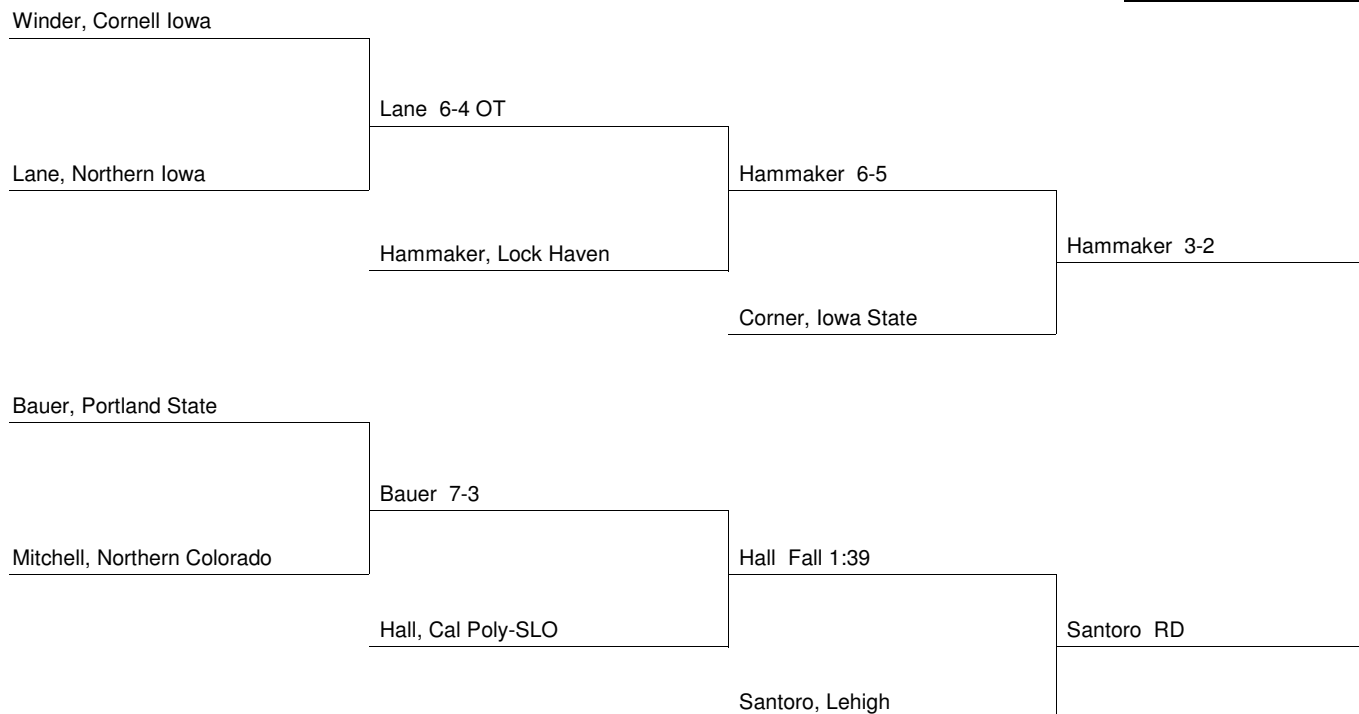 Winder, Cornell Iowa
Lane 6-4 OT
Lane, Northern Iowa
Hammaker 6-5
Hammaker, Lock Haven
Hammaker 3-2
Corner, Iowa State
Bauer, Portland State
Bauer 7-3
Mitchell, Northern Colorado
Hall Fall 1:39
Hall, Cal Poly-SLO
Santoro RD
Santoro, Lehigh